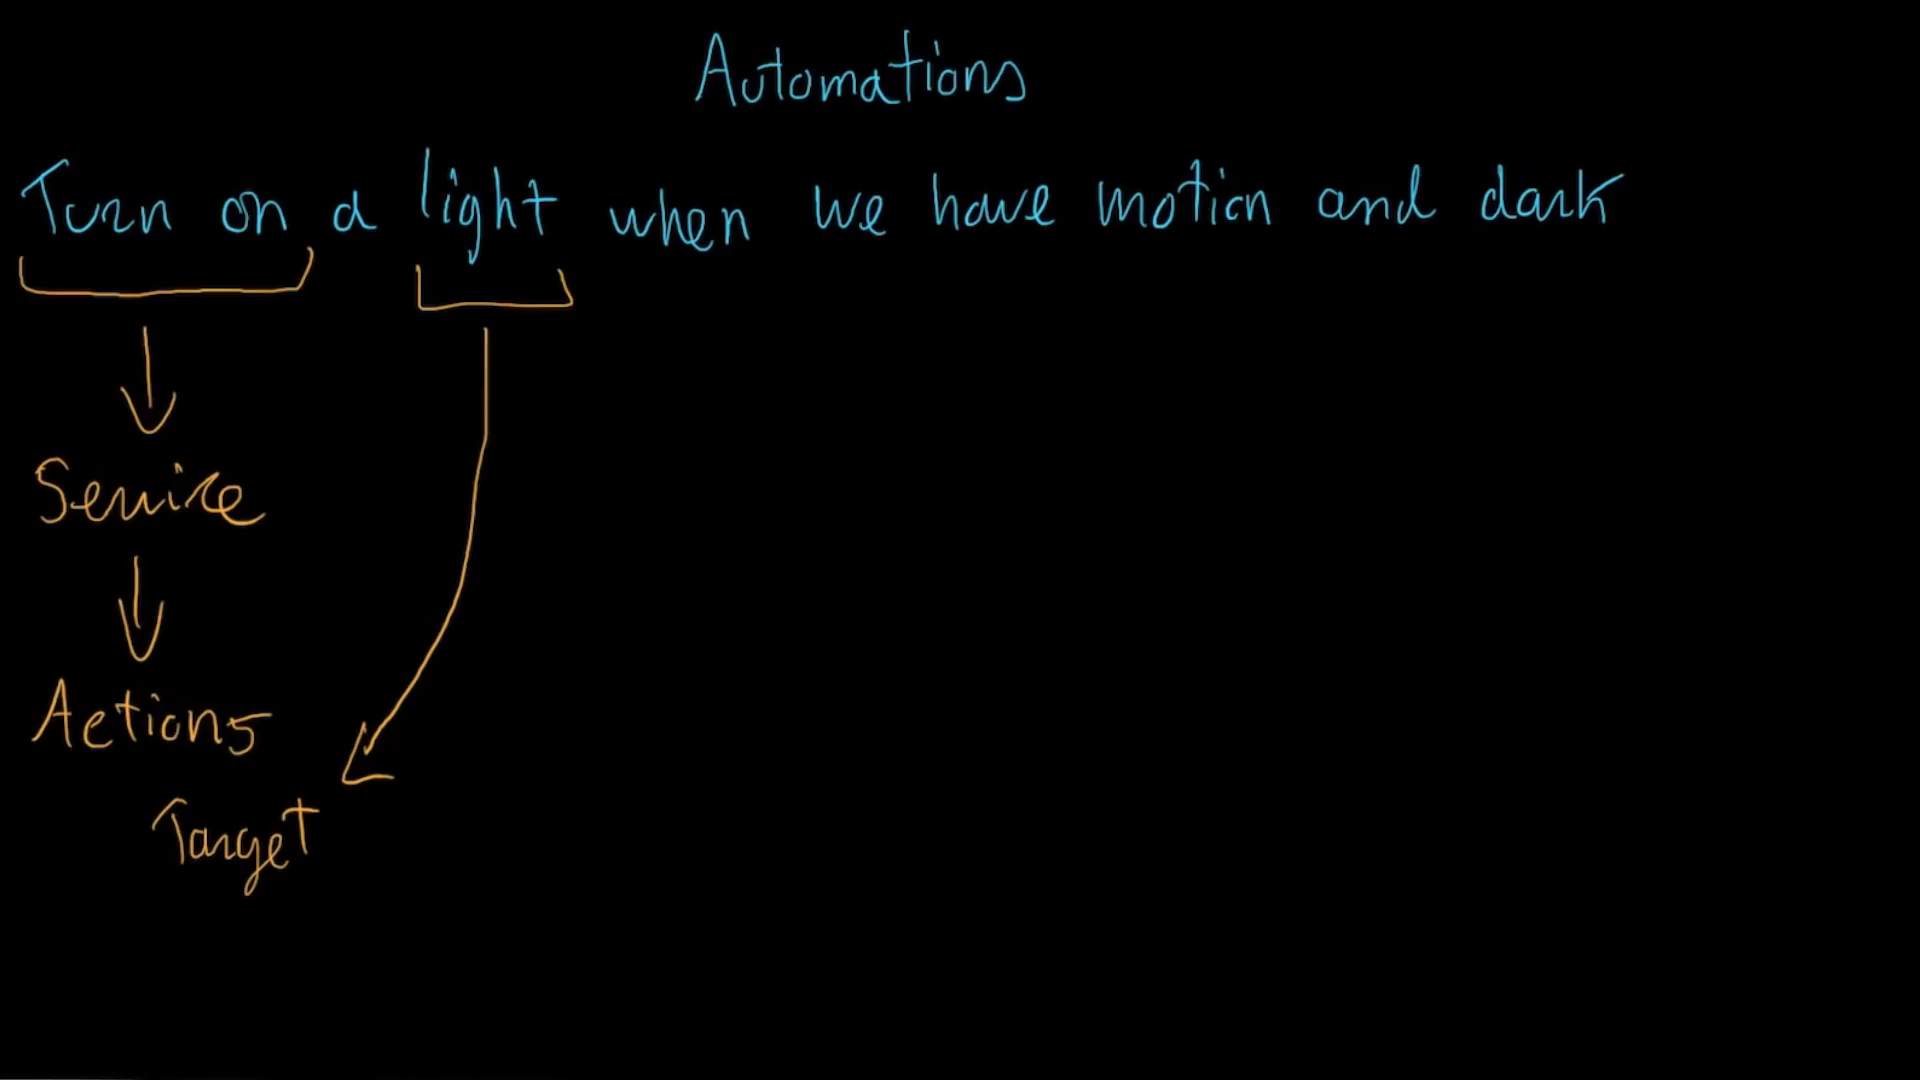 Automations
Turn on a light when we have motion and dark
Service
Actions
Target